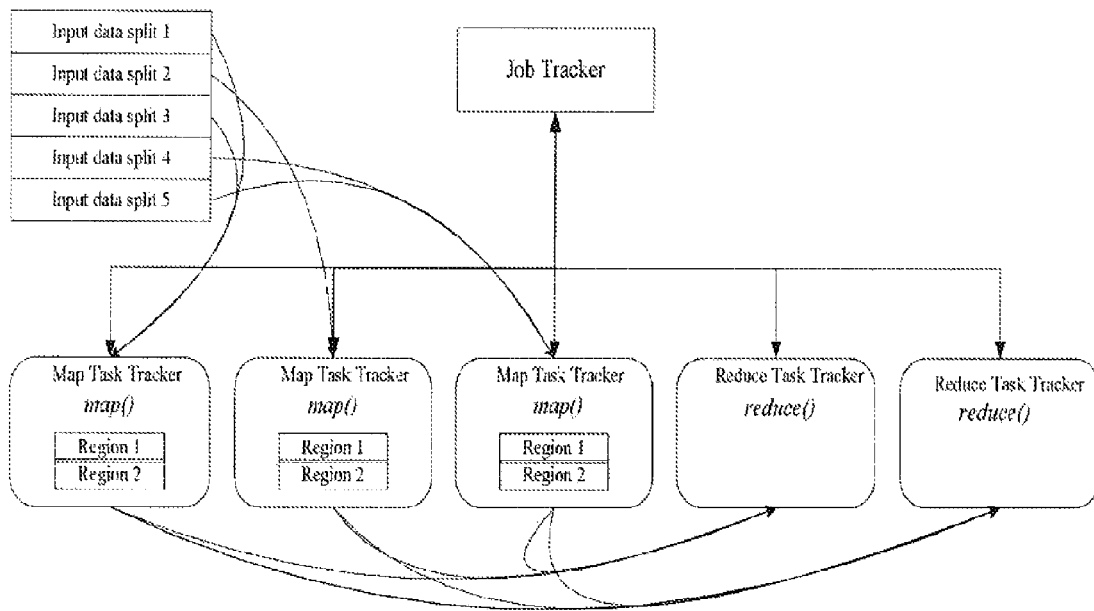 Input data split 1
Input data split 2
Input data split 3
Input data split 4
Input data split 5
Job Tracker
Map Task Tracker
map()
Region 1
Region 2
Map Task Tracker
map()
Region 1
Region 2
Map Task Tracker
map()
Region 1
Region 2
Reduce Task Tracker
reduce()
Reduce Task Tracker
reduce()